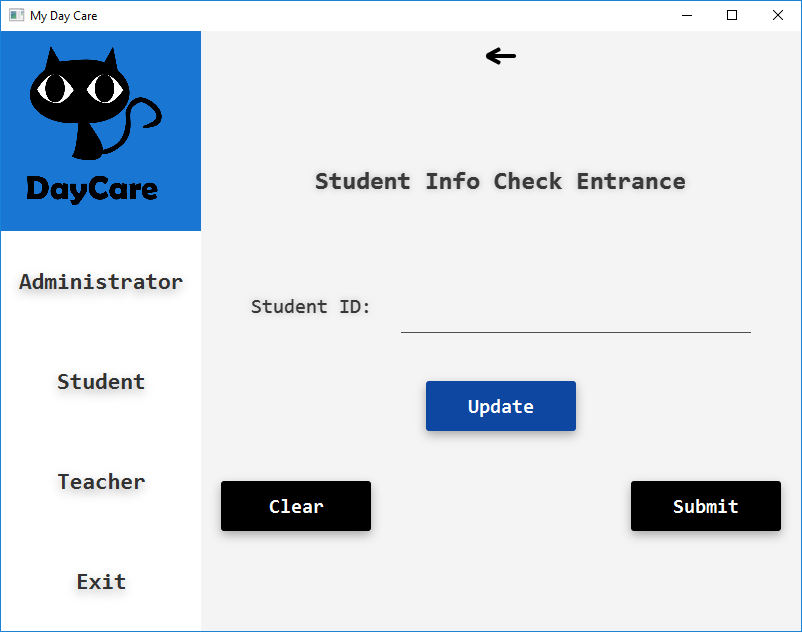 My Day Care
DayCare
Administrator
Student
Teacher
Exit
Student Info Check Entrance
Student ID:
Update
Clear
Submit